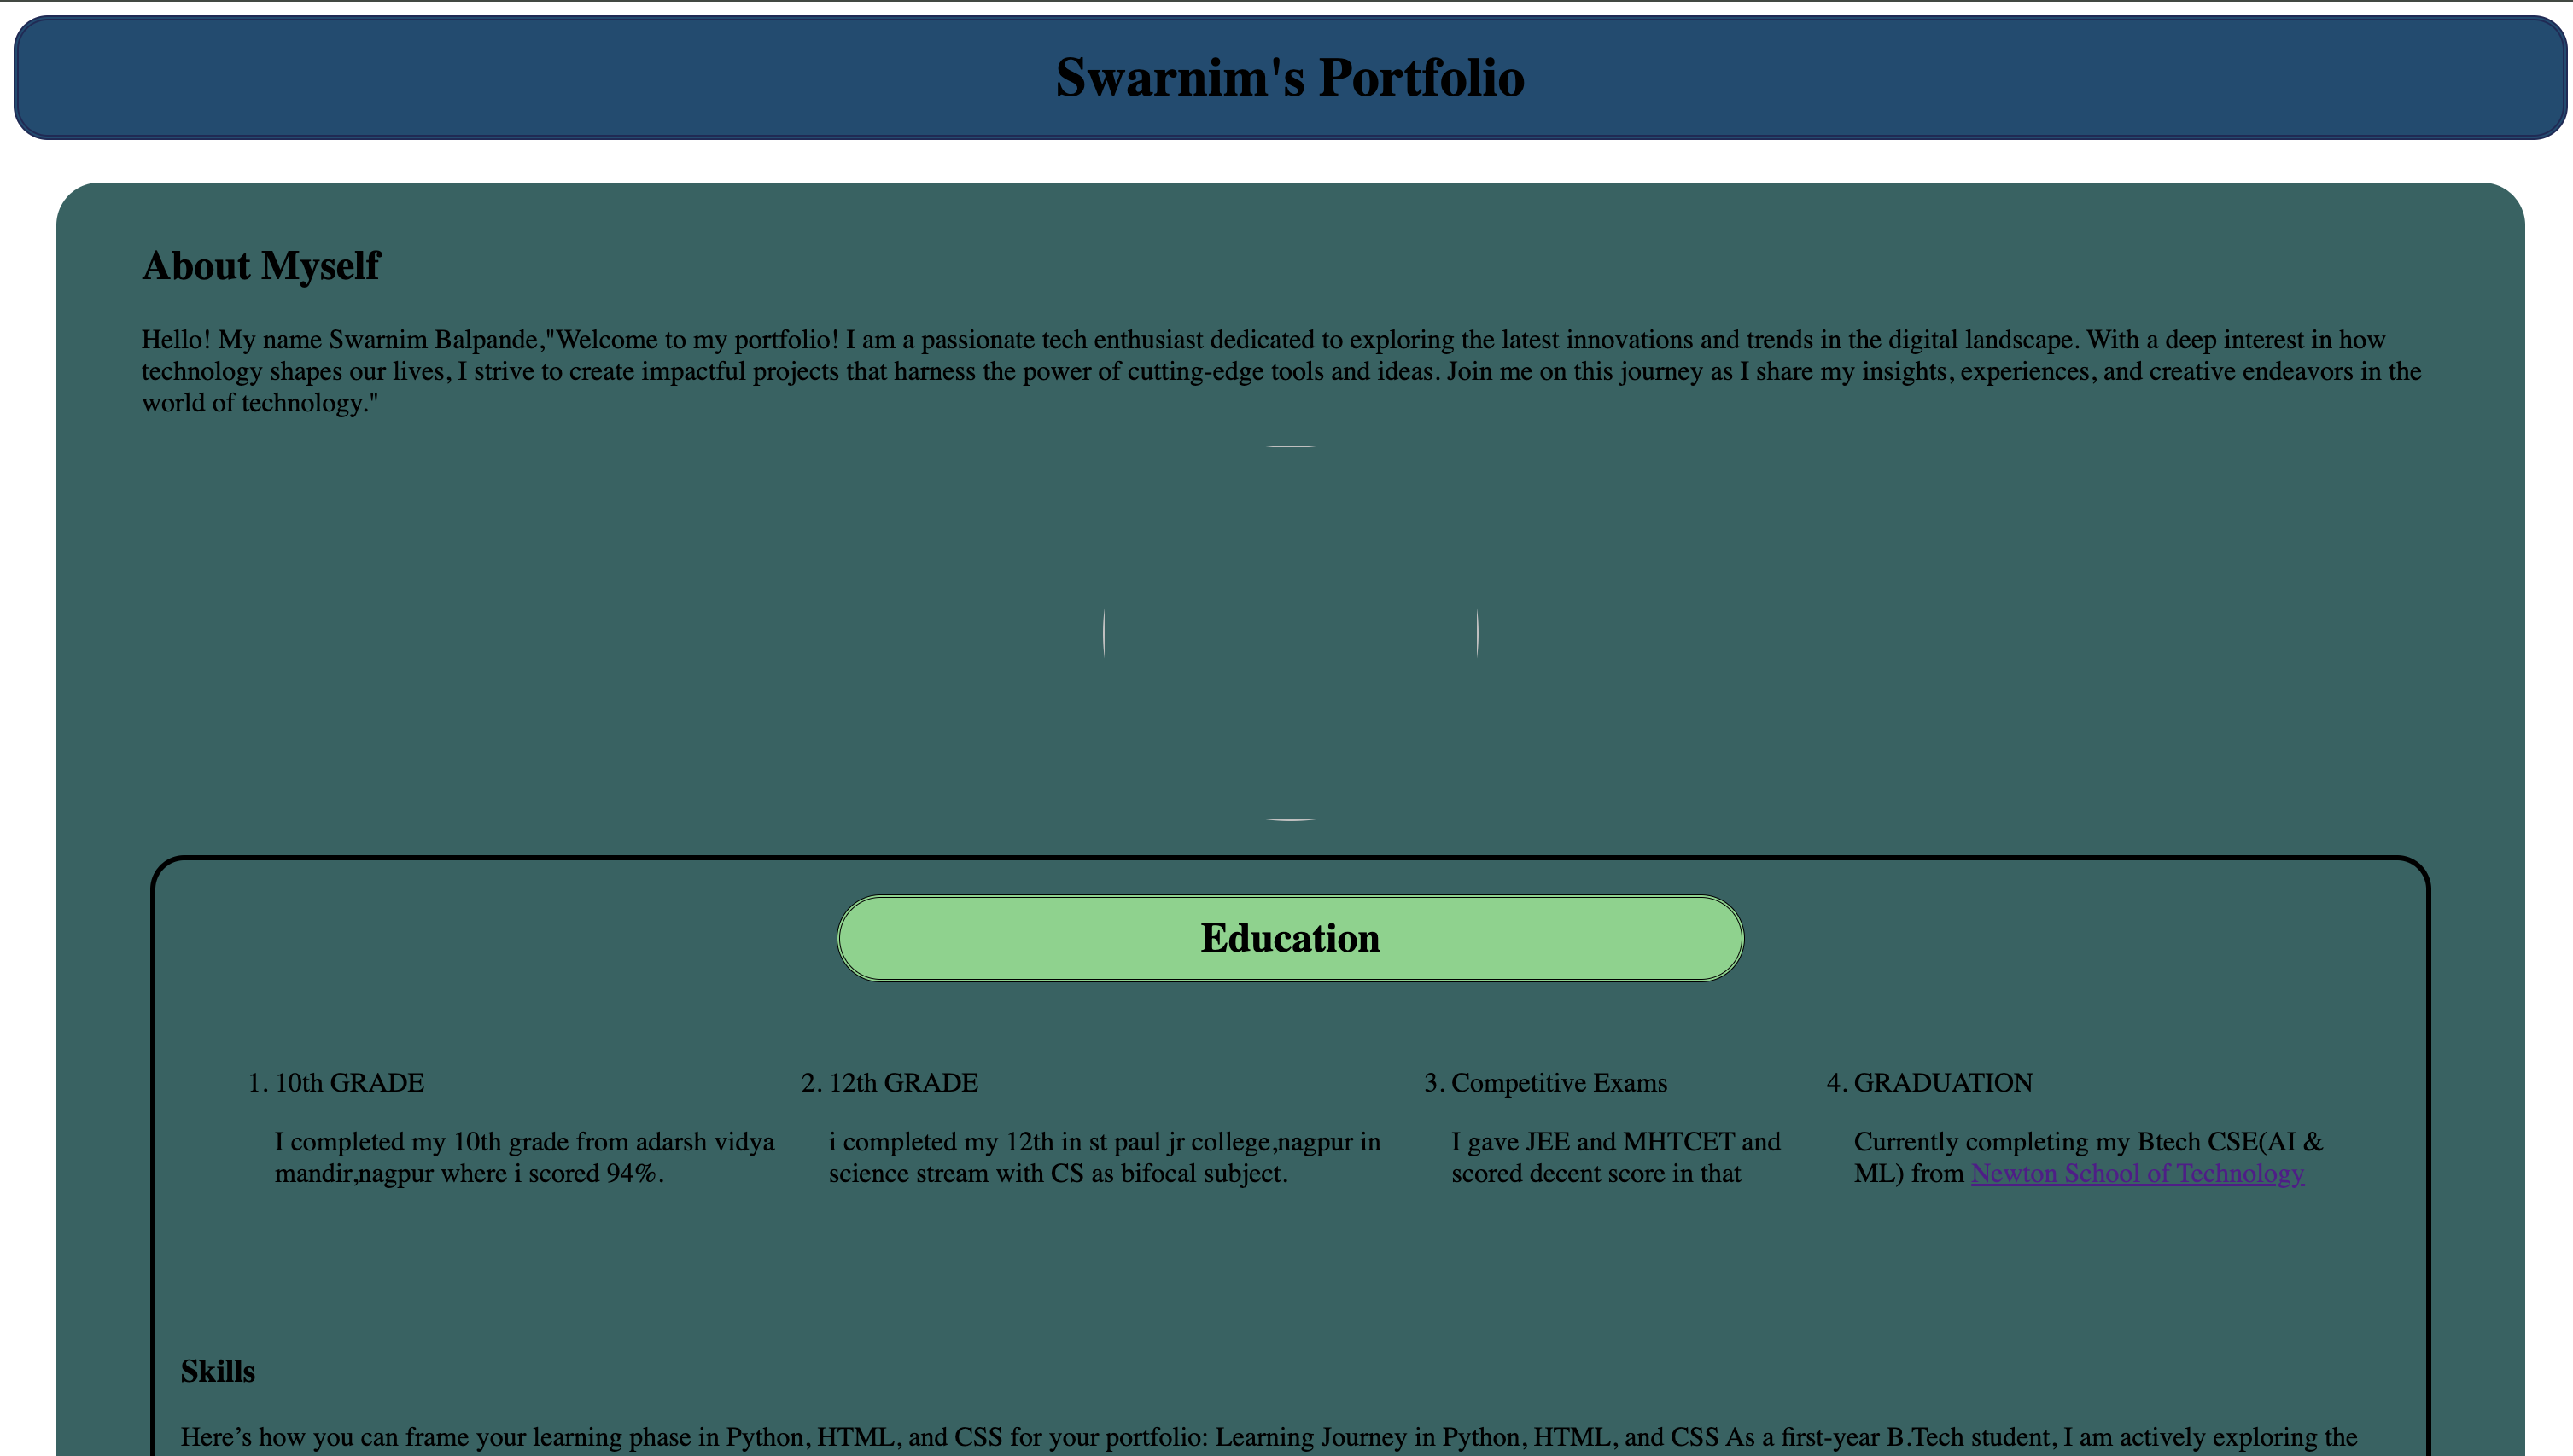 Swarnim's Portfolio
About Myself
Hello! My name Swarnim Balpande,"Welcome to my portfolio! I am a passionate tech enthusiast dedicated to exploring the latest innovations and trends in the digital landscape. With a deep interest in how
technology shapes our lives, I strive to create impactful projects that harness the power of cutting-edge tools and ideas. Join me on this journey as I share my insights, experiences, and creative endeavors in the
world of technology."
Education
1. 10th GRADE
I completed my 10th grade from adarsh vidya
mandir,nagpur where i scored 94%.
2. 12th GRADE
i completed my 12th in st paul jr college,nagpur in
science stream with CS as bifocal subject.
3. Competitive Exams
I gave JEE and MHTCET and
scored decent score in that
4. GRADUATION
Currently completing my Btech CSE(AI &
ML) from Newton School of Technology
Skills
Here’s how you can frame your learning phase in Python, HTML, and CSS for your portfolio: Learning Journey in Python, HTML, and CSS As a first-year B.Tech student, I am actively exploring the